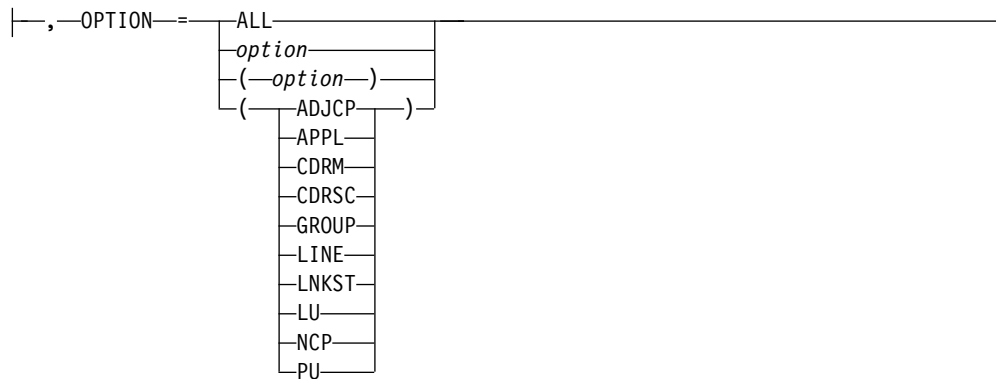 , OPTION = ALL
option
( option )
( ADJCP )
APPL
CDRM
CDRSC
GROUP
LINE
LNKST
LU
NCP
PU